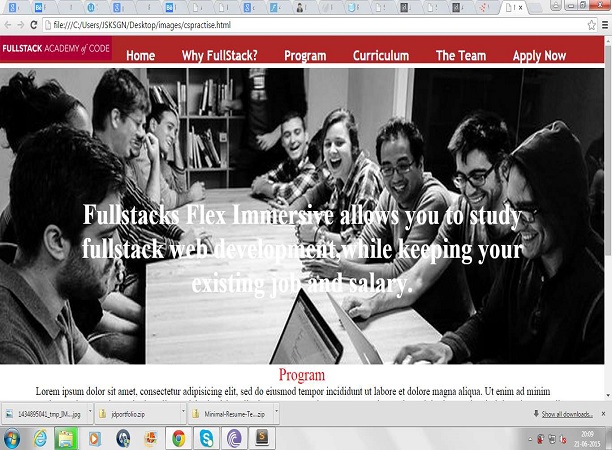 file:///C:/Users/JSKSGN/Desktop/images/cspractise.html
FULLSTACK ACADEMY of CODE
Home Why FullStack? Program Curriculum The Team Apply Now
Fullstacks Flex Immersive allows you to study
fullstack web development,while keeping your
existing job and salary.
Program
Lorem ipsum dolor sit amet, consectetur adipisicing elit, sed do eiusmod tempor incididunt ut labore et dolore magna aliqua. Ut enim ad minim
1434895041_tmp_IM....jpg jdportfolio.zip Minimal-Resume-Te....zip Show all downloads...
20:09
21-06-2015